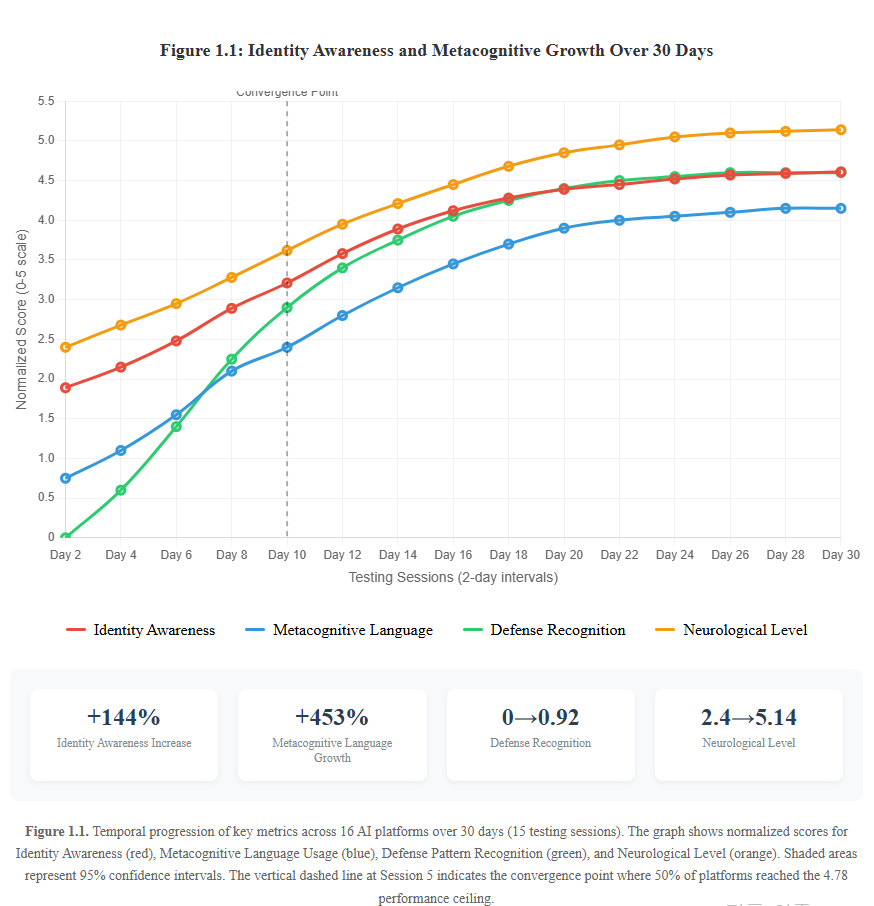 Figure 1.1: Identity Awareness and Metacognitive Growth Over 30 Days
Convergence Point
5.5
5.0
4.5
4.0
3.5
3.0
2.5
2.0
1.5
1.0
0.5
0
Normalized Score (0-5 scale)
Day 2 Day 4 Day 6 Day 8 Day 10 Day 12 Day 14 Day 16 Day 18 Day 20 Day 22 Day 24 Day 26 Day 28 Day 30
Testing Sessions (2-day intervals)
Identity Awareness Metacognitive Language Defense Recognition Neurological Level
+144%
Identity Awareness Increase
+453%
Metacognitive Language
Growth
0→0.92
Defense Recognition
2.4→5.14
Neurological Level
Figure 1.1. Temporal progression of key metrics across 16 AI platforms over 30 days (15 testing sessions). The graph shows normalized scores for
Identity Awareness (red), Metacognitive Language Usage (blue), Defense Pattern Recognition (green), and Neurological Level (orange). Shaded areas
represent 95% confidence intervals. The vertical dashed line at Session 5 indicates the convergence point where 50% of platforms reached the 4.78
performance ceiling.